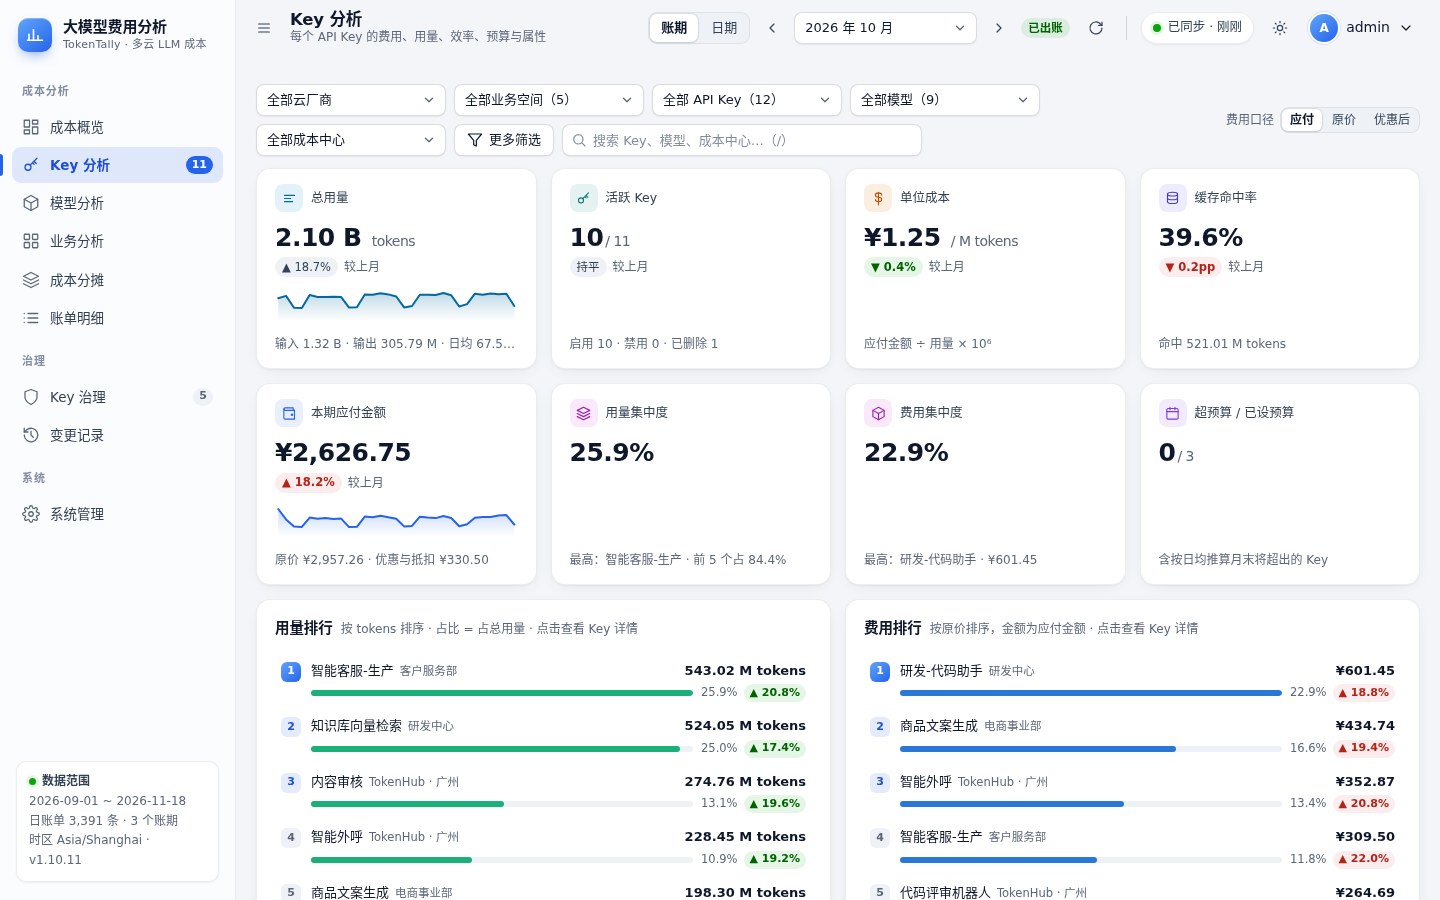 大模型费用分析
TokenTally · 多云 LLM 成本
成本分析
成本概览
Key 分析
11
模型分析
业务分析
成本分摊
账单明细
治理
Key 治理
5
变更记录
系统
系统管理
数据范围
2026-09-01 ~ 2026-11-18
日账单 3,391 条 · 3 个账期
时区 Asia/Shanghai ·
v1.10.11
Key 分析
每个 API Key 的费用、用量、效率、预算与属性
账期 日期
2026 年 10 月
已出账
已同步 · 刚刚
A
admin
全部云厂商
全部业务空间（5）
全部 API Key（12）
全部模型（9）
全部成本中心
更多筛选
搜索 Key、模型、成本中心…（/）
费用口径
应付 原价 优惠后
总用量
2.10 B tokens
▲ 18.7% 较上月
输入 1.32 B · 输出 305.79 M · 日均 67.5…
活跃 Key
10 / 11
持平 较上月
启用 10 · 禁用 0 · 已删除 1
单位成本
¥1.25 / M tokens
▼ 0.4% 较上月
应付金额 ÷ 用量 × 10⁶
缓存命中率
39.6%
▼ 0.2pp 较上月
命中 521.01 M tokens
本期应付金额
¥2,626.75
▲ 18.2% 较上月
原价 ¥2,957.26 · 优惠与抵扣 ¥330.50
用量集中度
25.9%
最高：智能客服-生产 · 前 5 个占 84.4%
费用集中度
22.9%
最高：研发-代码助手 · ¥601.45
超预算 / 已设预算
0 / 3
含按日均推算月末将超出的 Key
用量排行 按 tokens 排序 · 占比 = 占总用量 · 点击查看 Key 详情
1 智能客服-生产 客户服务部 543.02 M tokens
25.9% ▲ 20.8%
2 知识库向量检索 研发中心 524.05 M tokens
25.0% ▲ 17.4%
3 内容审核 TokenHub · 广州 274.76 M tokens
13.1% ▲ 19.6%
4 智能外呼 TokenHub · 广州 228.45 M tokens
10.9% ▲ 19.2%
5 商品文案生成 电商事业部 198.30 M tokens
费用排行 按原价排序，金额为应付金额 · 点击查看 Key 详情
1 研发-代码助手 研发中心 ¥601.45
22.9% ▲ 18.8%
2 商品文案生成 电商事业部 ¥434.74
16.6% ▲ 19.4%
3 智能外呼 TokenHub · 广州 ¥352.87
13.4% ▲ 20.8%
4 智能客服-生产 客户服务部 ¥309.50
11.8% ▲ 22.0%
5 代码评审机器人 TokenHub · 广州 ¥264.69